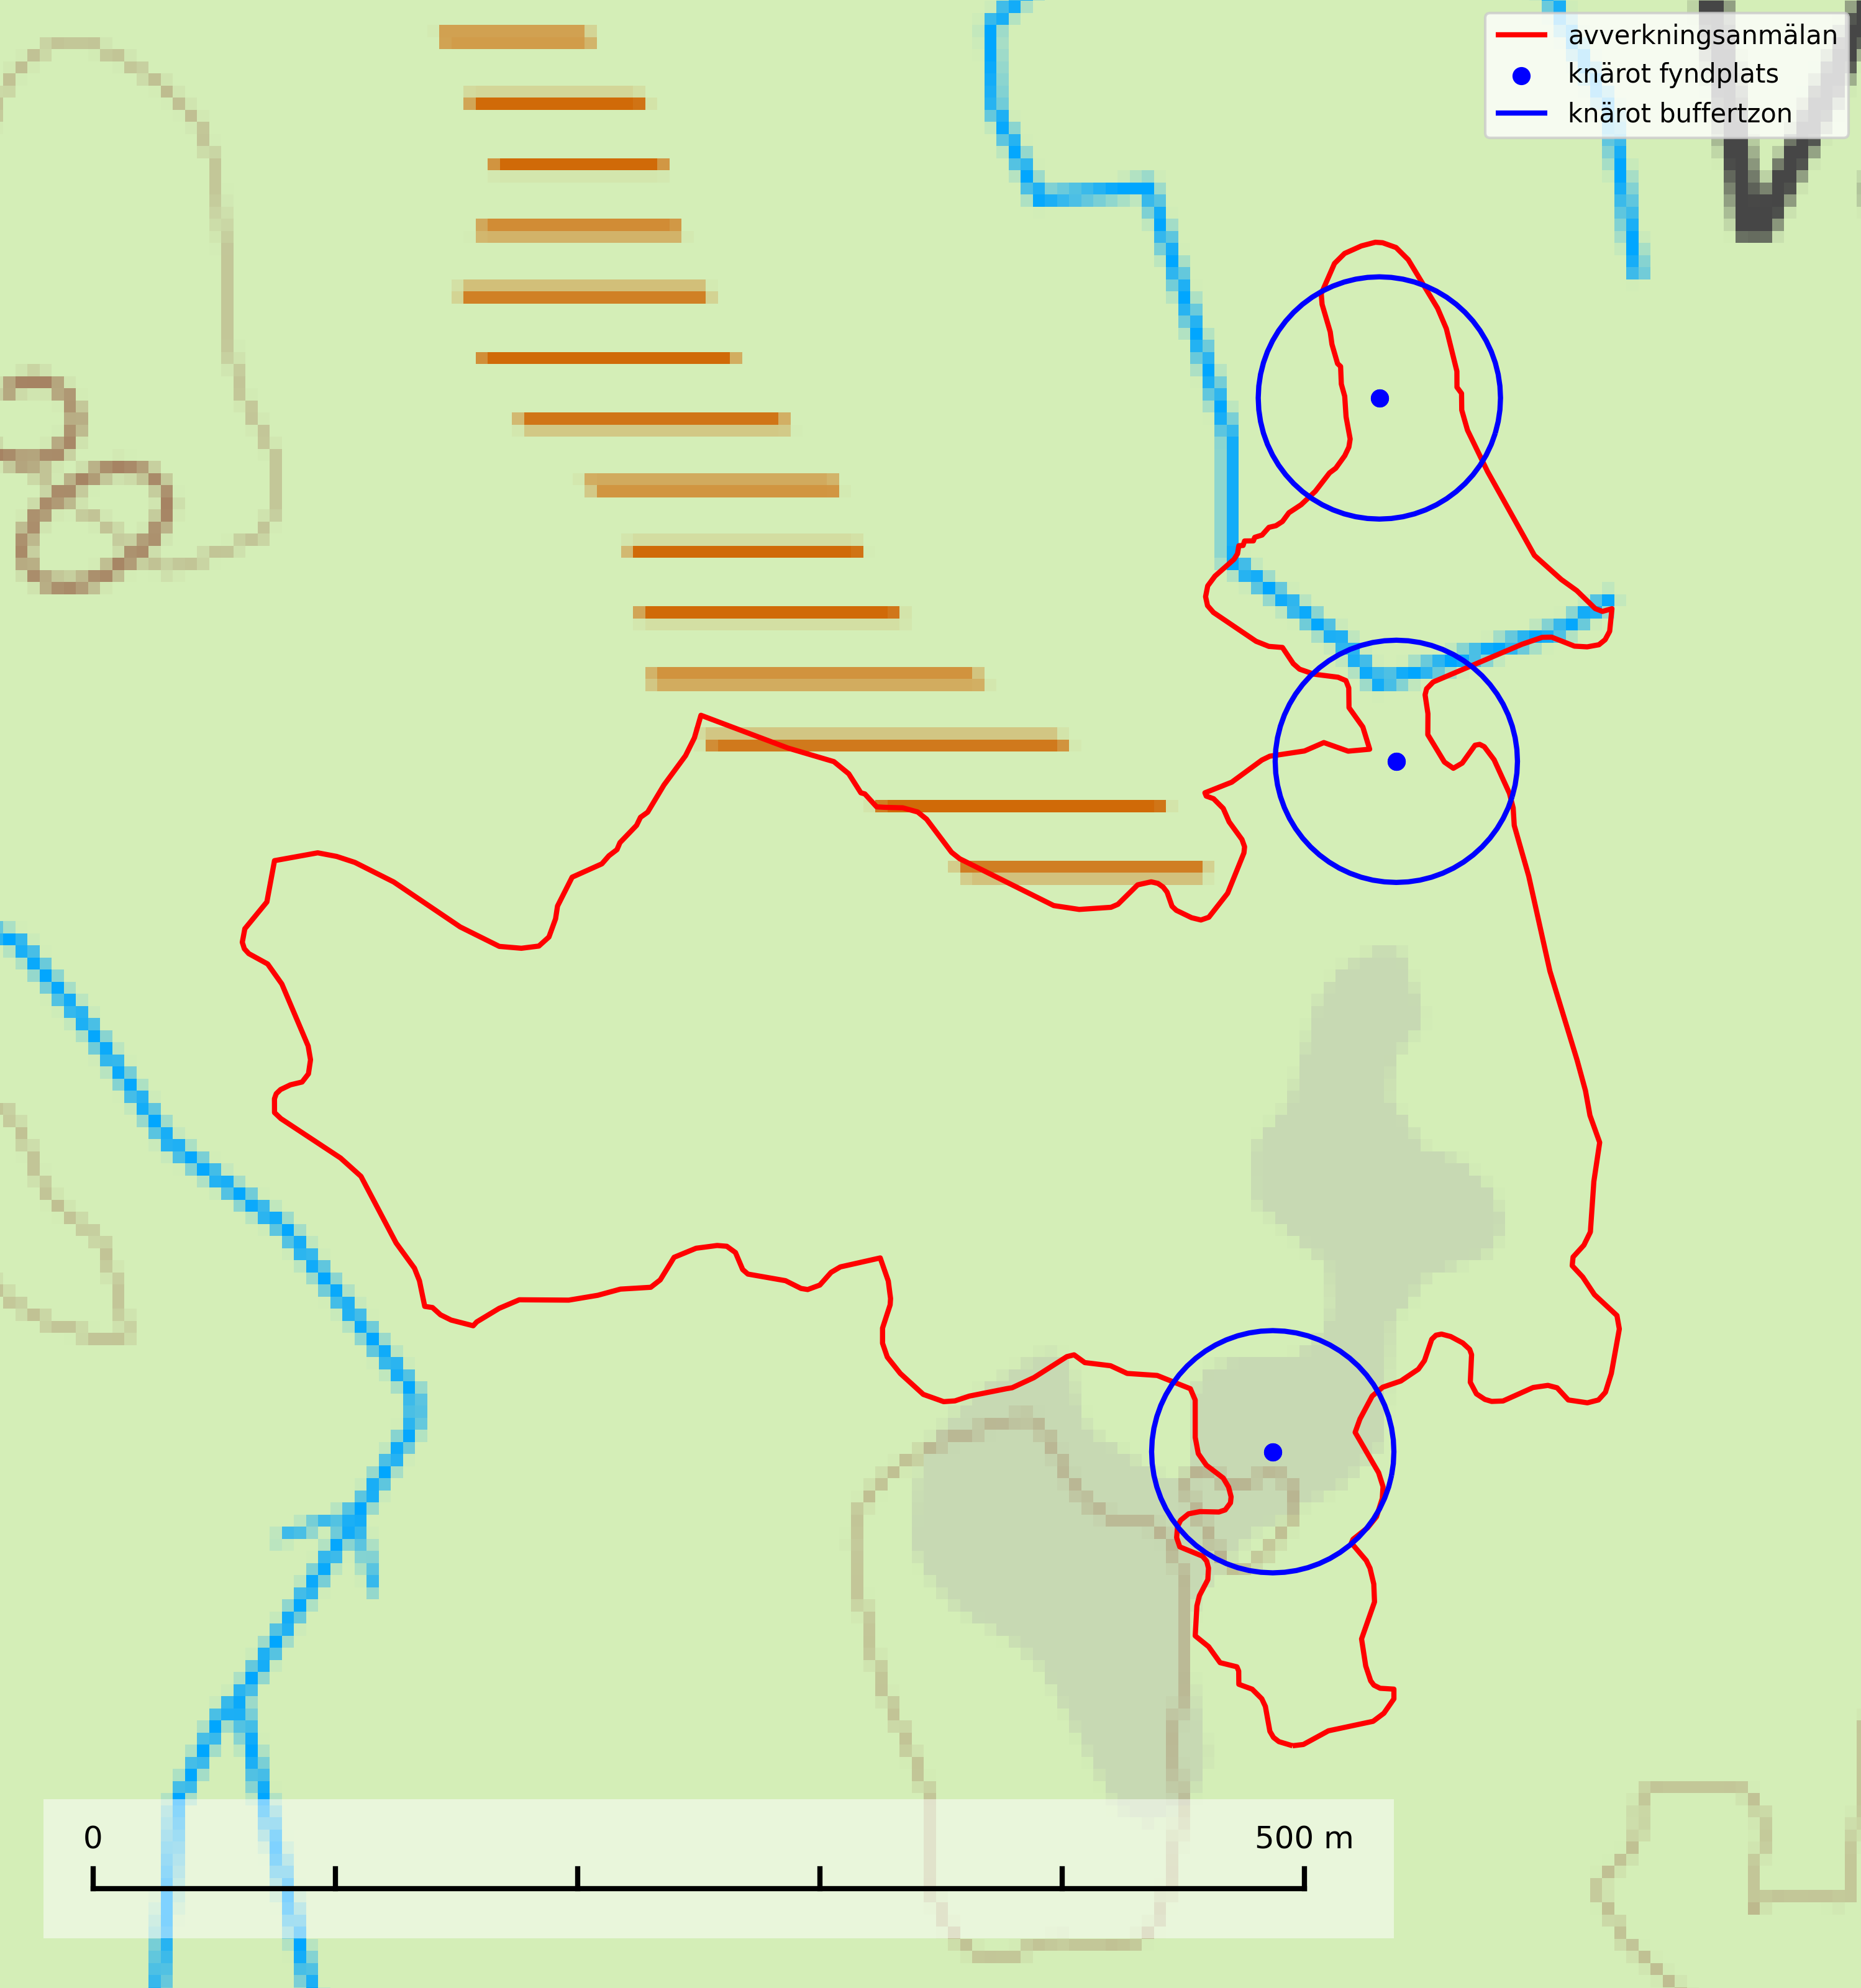 avverkningsanmälan
knärot fyndplats
knärot buffertzon
0 500 m